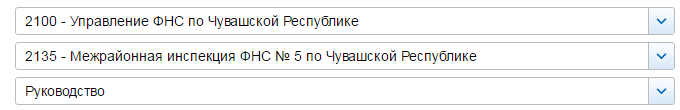 2100 - Управление ФНС по Чувашской Республике
2135 - Межрайонная инспекция ФНС № 5 по Чувашской Республике
Руководство